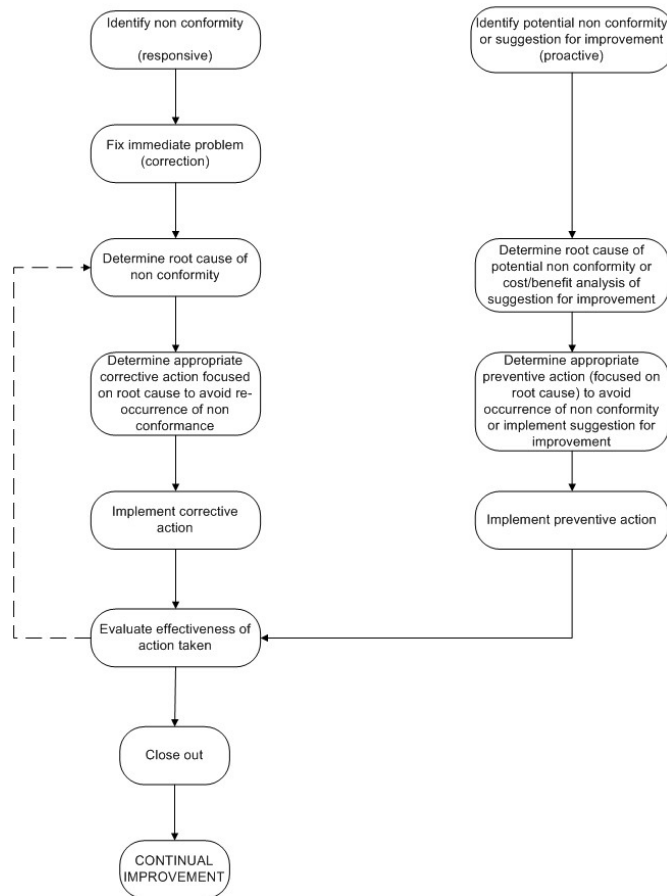 Identify non conformity
(responsive)
Fix immediate problem
(correction)
Determine root cause of
non conformity
Determine appropriate
corrective action focused
on root cause to avoid re-
occurrence of non
conformance
Implement corrective
action
Evaluate effectiveness of
action taken
Close out
CONTINUAL
IMPROVEMENT
Identify potential non conformity
or suggestion for improvement
(proactive)
Determine root cause of
potential non conformity or
cost/benefit analysis of
suggestion for improvement
Determine appropriate
preventive action (focused on
root cause) to avoid
occurrence of non conformity
or implement suggestion for
improvement
Implement preventive action